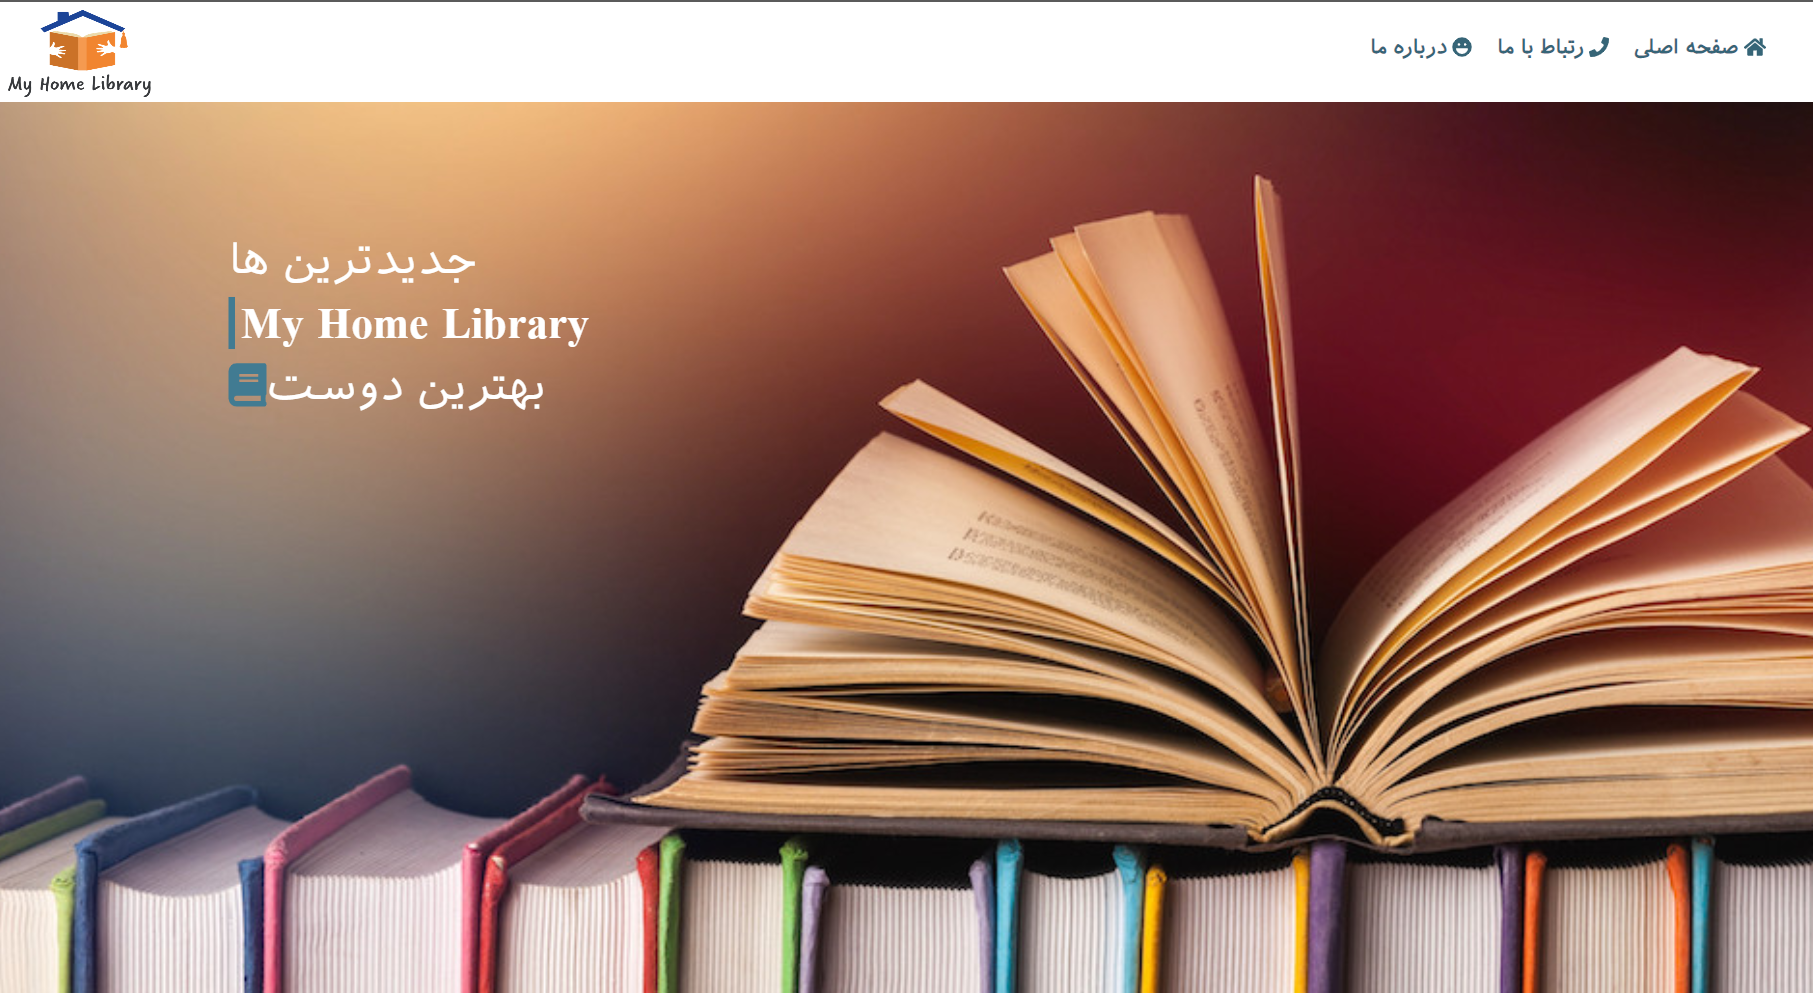 My Home Library
صفحه اصلی
رتباط با ما
درباره ما
جدیدترین ها
My Home Library
بهترین دوست